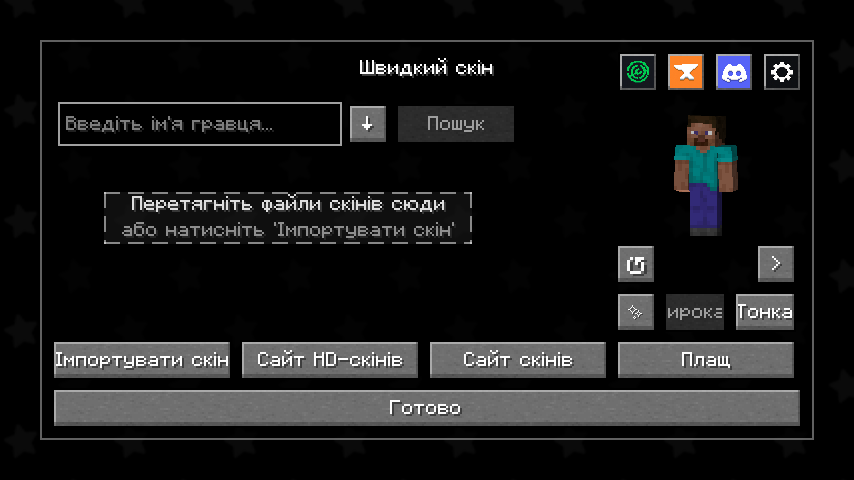 Швидкий скін
Введіть ім'я гравця...
Пошук
Перетягніть файли скінів сюди
або натисніть 'Імпортувати скін'
ирока
Тонка
Імпортувати скін
Сайт HD-скінів
Сайт скінів
Плащ
Готово